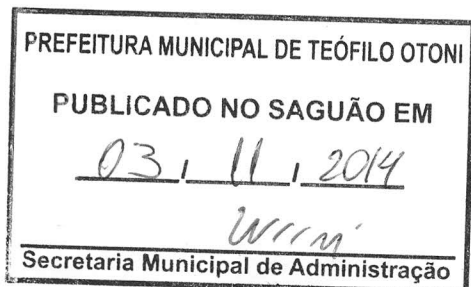 PREFEITURA MUNICIPAL DE TEÓFILO OTONI
PUBLICADO NO SAGUÃO EM
03, 11, 2014
Secretaria Municipal de Administração